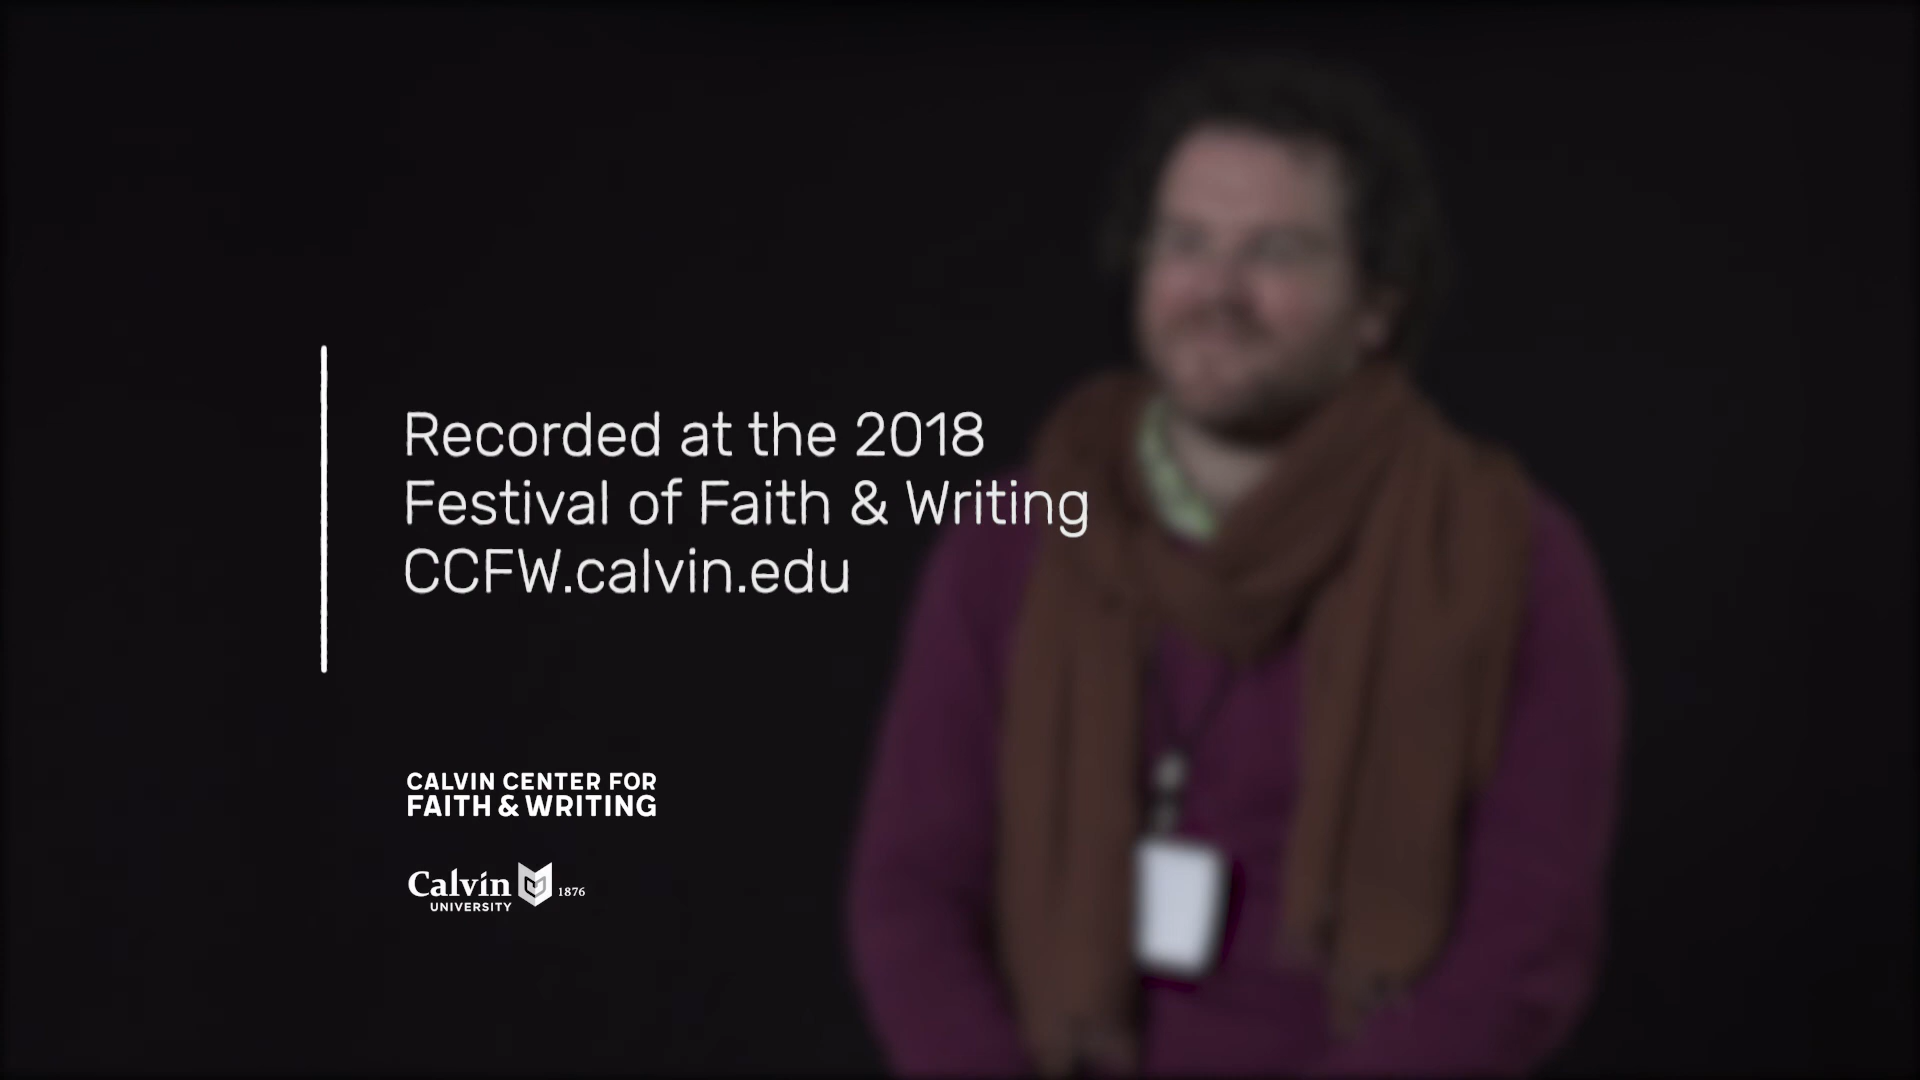 Recorded at the 2018
Festival of Faith & Writing
CCFW.calvin.edu
CALVIN CENTER FOR
FAITH & WRITING
Calvin 1876
UNIVERSITY